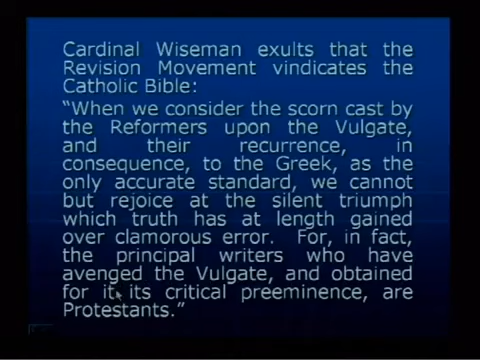 Cardinal Wiseman exults that the
Revision Movement vindicates the
Catholic Bible:
“When we consider the scorn cast by
the Reformers upon the Vulgate,
and their recurrence, in
consequence, to the Greek, as the
only accurate standard, we cannot
but rejoice at the silent triumph
which truth has at length gained
over clamorous error. For, in fact,
the principal writers who have
avenged the Vulgate, and obtained
for it its critical preeminence, are
Protestants.”